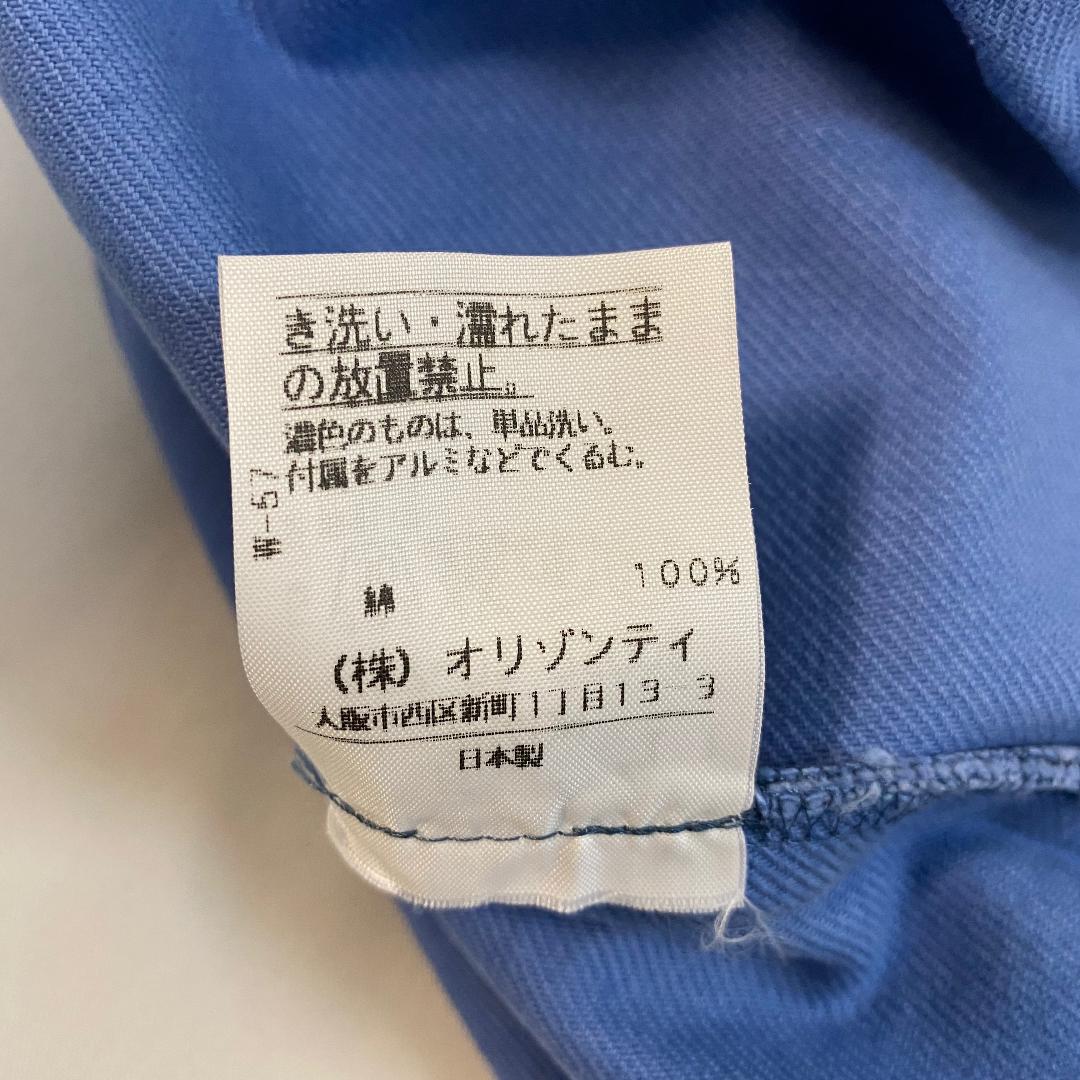 き洗い・濡れたまま
の放置禁止。
濃色のものは、単品洗い。
付属をアルミなどでくるむ。
-57
綿 100%
(株) オリゾンティ
大阪市西区新町1丁目13-3
日本製